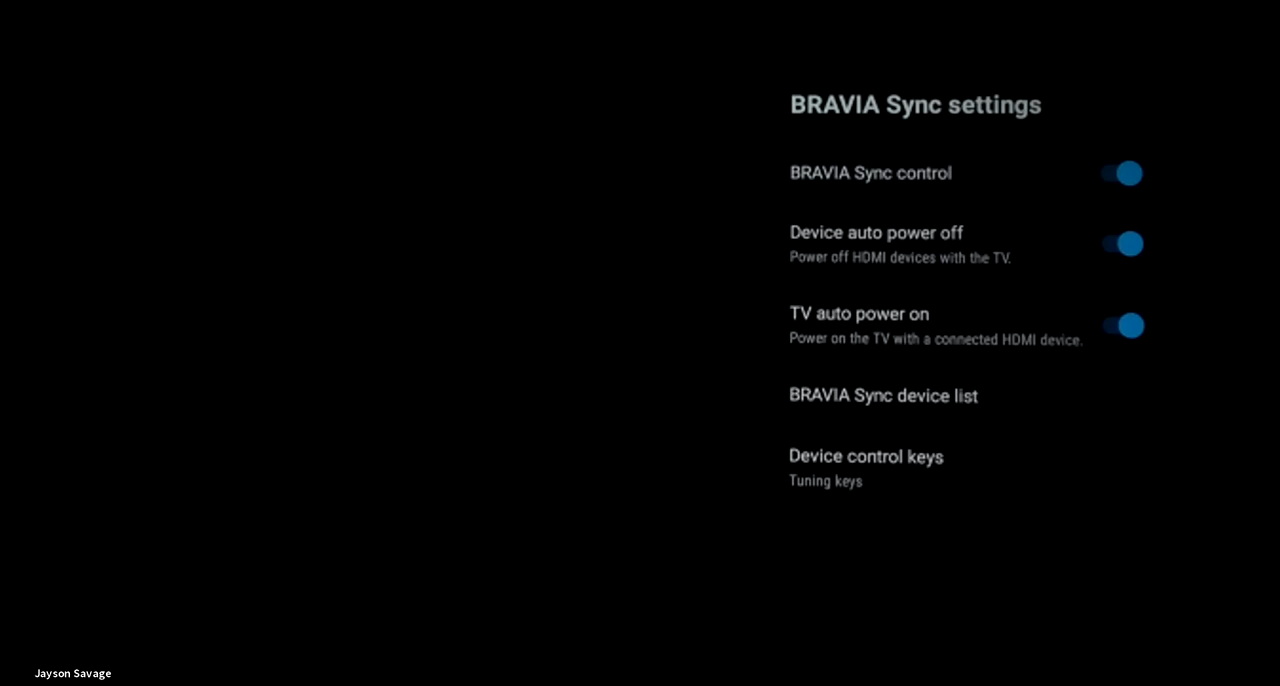 BRAVIA Sync settings
BRAVIA Sync control
Device auto power off
Power off HDMI devices with the TV.
TV auto power on
Power on the TV with a connected HDMI device.
BRAVIA Sync device list
Device control keys
Tuning keys
Jayson Savage